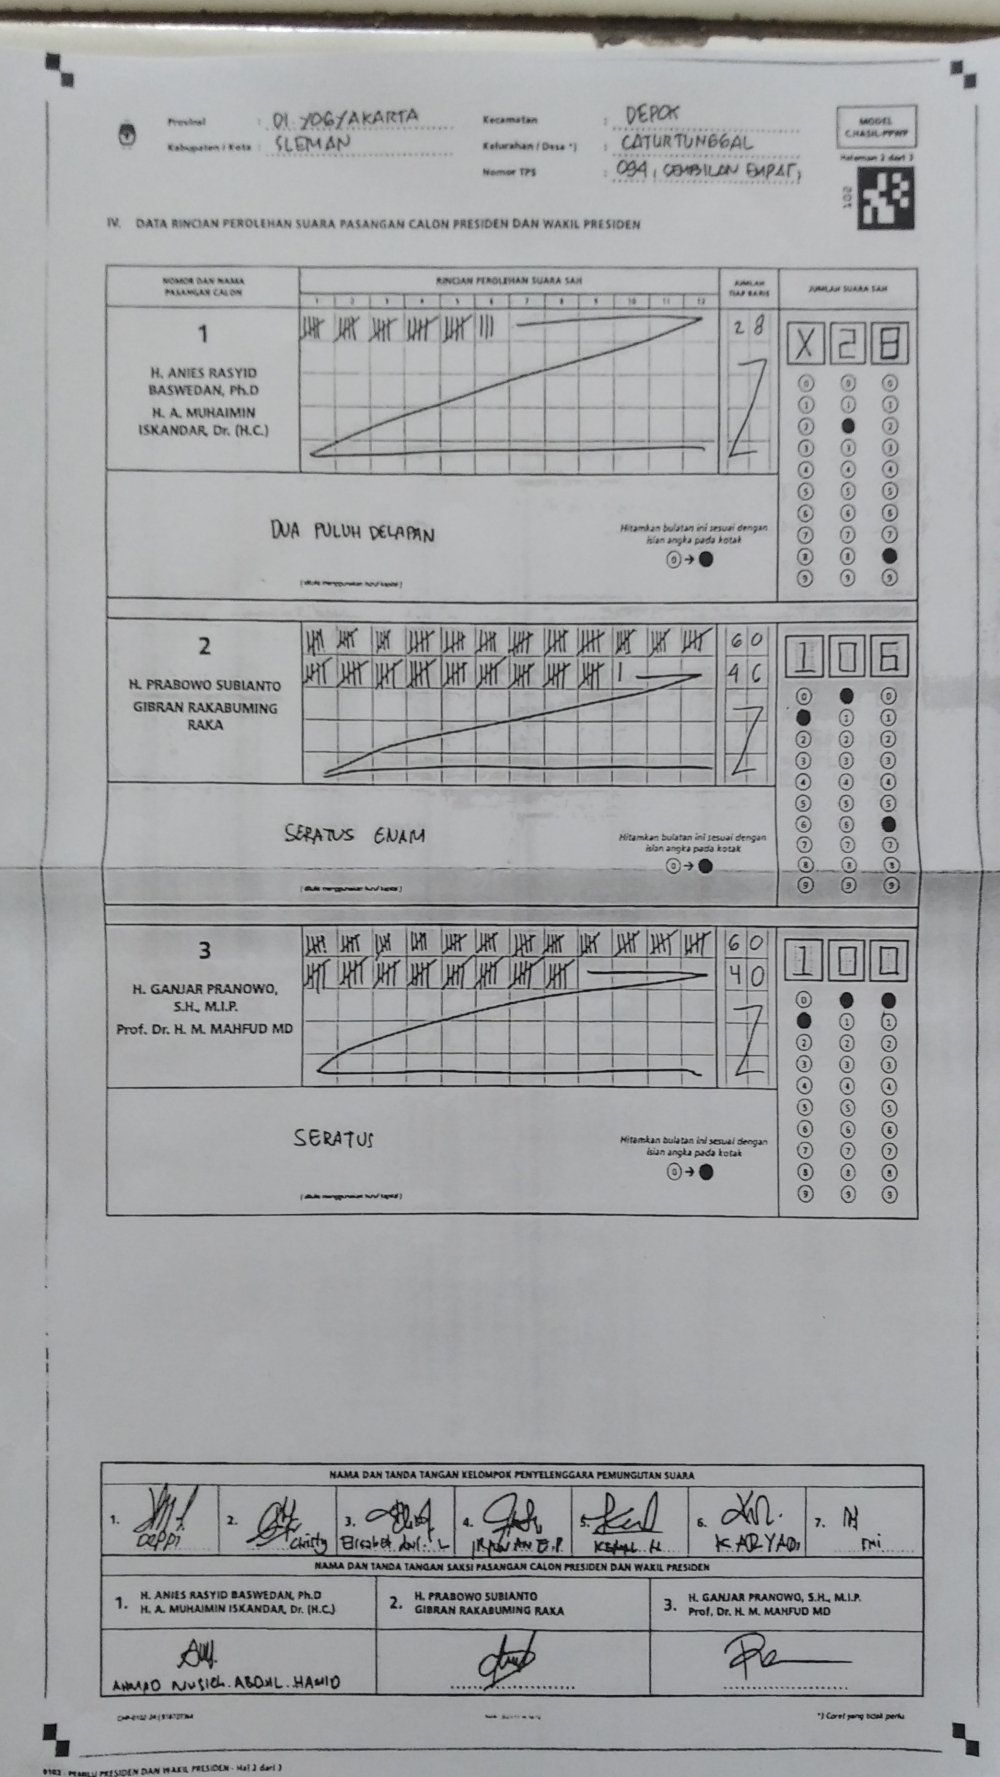 Provinsi : DI YOGYAKARTA
Kabupaten / Kota : SLEMAN
Kecamatan : DEPOK
Kelurahan / Desa *) : CATURTUNGGAL
Nomor TPS : 094, SEMBILAN EMPAT,
MODEL
C.HASIL-PPWP
Halaman 2 dari 3
102
IV. DATA RINCIAN PEROLEHAN SUARA PASANGAN CALON PRESIDEN DAN WAKIL PRESIDEN
NOMOR DAN NAMA
PASANGAN CALON
RINCIAN PEROLEHAN SUARA SAH
1 2 3 4 5 6 7 8 9 10 11 12
JUMLAH
TIAP BARIS
JUMLAH SUARA SAH
1
H. ANIES RASYID
BASWEDAN, Ph.D
H. A. MUHAIMIN
ISKANDAR, Dr. (H.C.)
28
X 2 8
DUA PULUH DELAPAN
Hitamkan bulatan ini sesuai dengan
isian angka pada kotak
0 →
(ditulis menggunakan huruf kapital)
2
H. PRABOWO SUBIANTO
GIBRAN RAKABUMING
RAKA
60
46
1 0 6
SERATUS ENAM
Hitamkan bulatan ini sesuai dengan
isian angka pada kotak
0 →
(ditulis menggunakan huruf kapital)
3
H. GANJAR PRANOWO,
S.H., M.I.P.
Prof. Dr. H. M. MAHFUD MD
60
40
1 0 0
SERATUS
Hitamkan bulatan ini sesuai dengan
isian angka pada kotak
0 →
(ditulis menggunakan huruf kapital)
NAMA DAN TANDA TANGAN KELOMPOK PENYELENGGARA PEMUNGUTAN SUARA
1. 2. 3. 4. 5. 6. 7.
Deppi Christy KARYADI
NAMA DAN TANDA TANGAN SAKSI PASANGAN CALON PRESIDEN DAN WAKIL PRESIDEN
1. H. ANIES RASYID BASWEDAN, Ph.D
H. A. MUHAIMIN ISKANDAR, Dr. (H.C.)
2. H. PRABOWO SUBIANTO
GIBRAN RAKABUMING RAKA
3. H. GANJAR PRANOWO, S.H., M.I.P.
Prof. Dr. H. M. MAHFUD MD
AHMAD ABDUL HAMID
*) Coret yang tidak perlu
0102 - PEMILU PRESIDEN DAN WAKIL PRESIDEN - Hal 2 dari 3